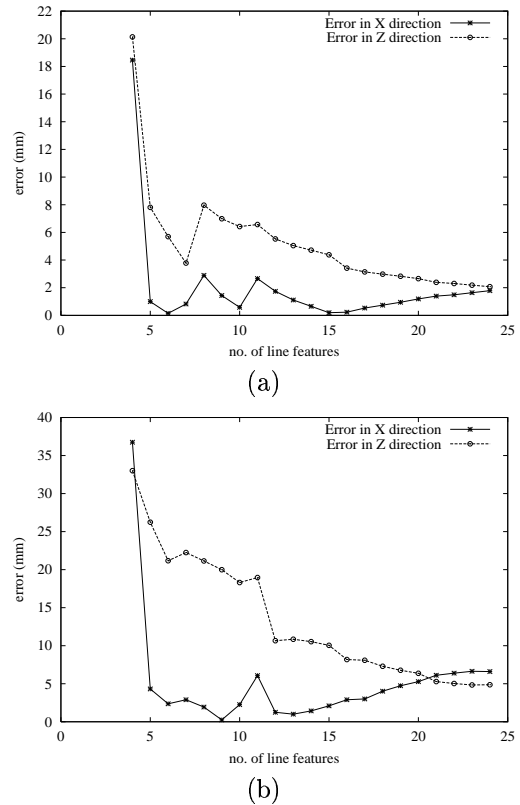 22
20
18
16
14
12
10
8
6
4
2
0
0 5 10 15 20 25
error (mm)
no. of line features
Error in X direction
Error in Z direction
(a)
40
35
30
25
20
15
10
5
0
0 5 10 15 20 25
error (mm)
no. of line features
Error in X direction
Error in Z direction
(b)